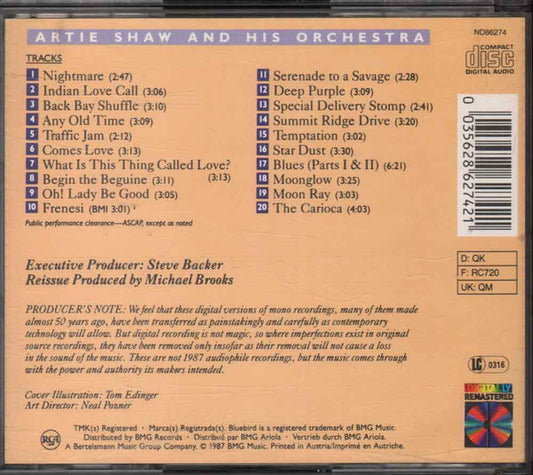 ARTIE SHAW AND HIS ORCHESTRA
ND86274
COMPACT
disc
DIGITAL AUDIO
TRACKS
1 Nightmare (2:47)
2 Indian Love Call (3:06)
3 Back Bay Shuffle (3:10)
4 Any Old Time (3:09)
5 Traffic Jam (2:12)
6 Comes Love (3:13)
7 What Is This Thing Called Love? (3:13)
8 Begin the Beguine (3:11)
9 Oh! Lady Be Good (3:05)
10 Frenesi (BMI 3:01)
Public performance clearance—ASCAP, except as noted
11 Serenade to a Savage (2:28)
12 Deep Purple (3:09)
13 Special Delivery Stomp (2:41)
14 Summit Ridge Drive (3:20)
15 Temptation (3:02)
16 Star Dust (3:30)
17 Blues (Parts I & II) (6:21)
18 Moonglow (3:25)
19 Moon Ray (3:03)
20 The Carioca (4:03)
0 035628 627421
Executive Producer: Steve Backer
Reissue Produced by Michael Brooks
D: QK
F: RC720
UK: QM
PRODUCER'S NOTE: We feel that these digital versions of mono recordings, many of them made
almost 50 years ago, have been transferred as painstakingly and carefully as contemporary
technology will allow. But digital recording is not magic, so where imperfections exist in original
source recordings, they have been removed only insofar as their removal will not cause a loss
in the sound of the music. These are not 1987 audiophile recordings, but the music comes through
with the power and authority its makers intended.
LC 0316
Cover Illustration: Tom Edinger
Art Director: Neal Pozner
DIGITALLY
REMASTERED
RCA
TMK(s) Registered • Marca(s) Registrada(s). Bluebird is a registered trademark of BMG Music.
Distributed by BMG Records • Distribué par BMG Ariola • Vertrieb durch BMG Ariola.
A Bertelsmann Music Group Company. © 1987 BMG Music. Printed in Austria/Imprimé en Autriche.